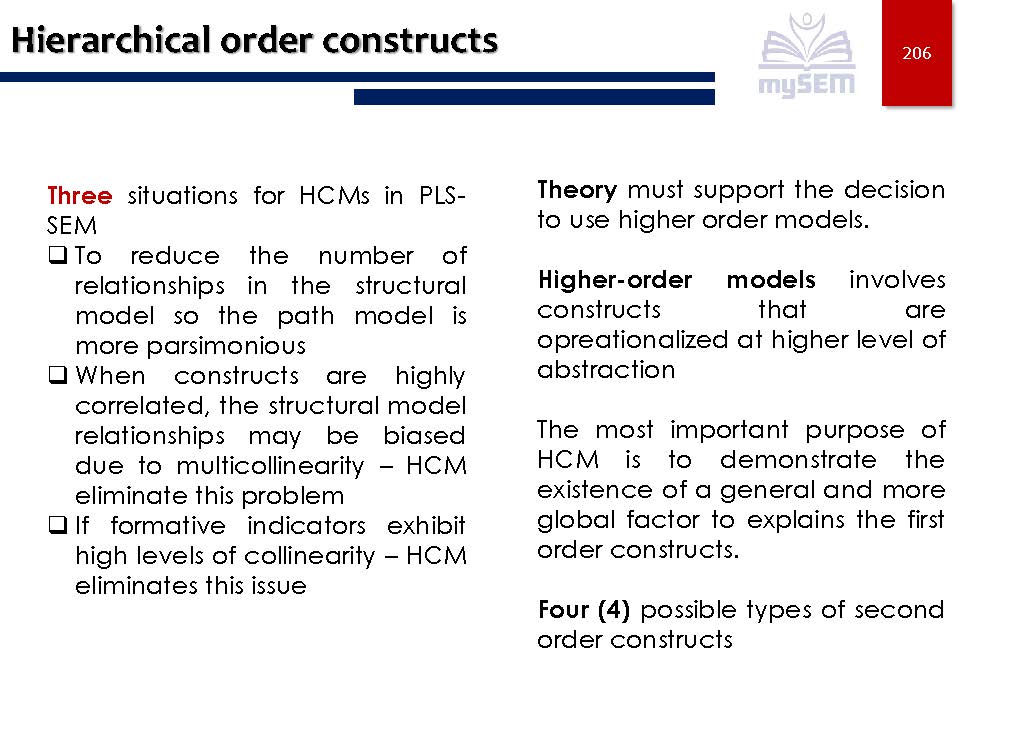 Hierarchical order constructs
mySEM
206
Three situations for HCMs in PLS-
SEM
❑ To reduce the number of
relationships in the structural
model so the path model is
more parsimonious
❑ When constructs are highly
correlated, the structural model
relationships may be biased
due to multicollinearity – HCM
eliminate this problem
❑ If formative indicators exhibit
high levels of collinearity – HCM
eliminates this issue
Theory must support the decision
to use higher order models.
Higher-order models involves
constructs that are
opreationalized at higher level of
abstraction
The most important purpose of
HCM is to demonstrate the
existence of a general and more
global factor to explains the first
order constructs.
Four (4) possible types of second
order constructs